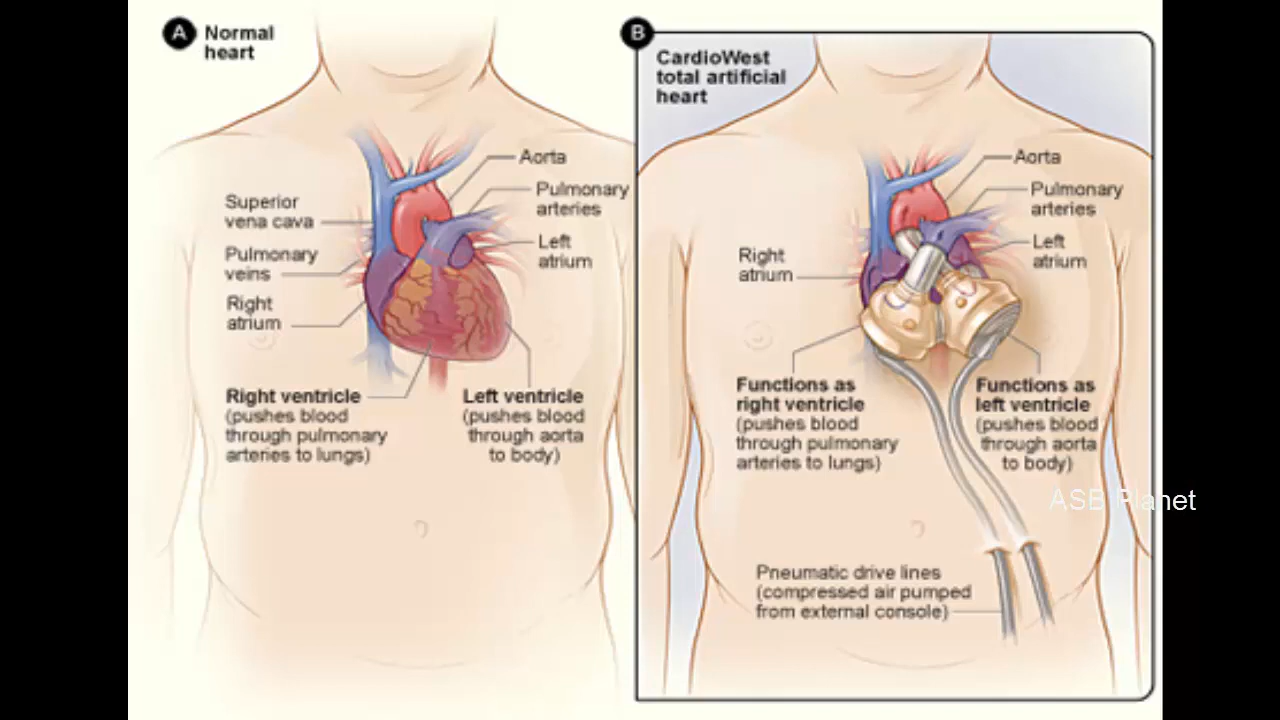 A
Normal
heart
Aorta
Pulmonary
arteries
Superior
vena cava
Left
atrium
Pulmonary
veins
Right
atrium
Right ventricle
(pushes blood
through pulmonary
arteries to lungs)
Left ventricle
(pushes blood
through aorta
to body)
B
CardioWest
total artificial
heart
Aorta
Pulmonary
arteries
Left
atrium
Right
atrium
Functions as
right ventricle
(pushes blood
through pulmonary
arteries to lungs)
Functions as
left ventricle
(pushes blood
through aorta
to body)
ASB Planet
Pneumatic drive lines
(compressed air pumped
from external console)